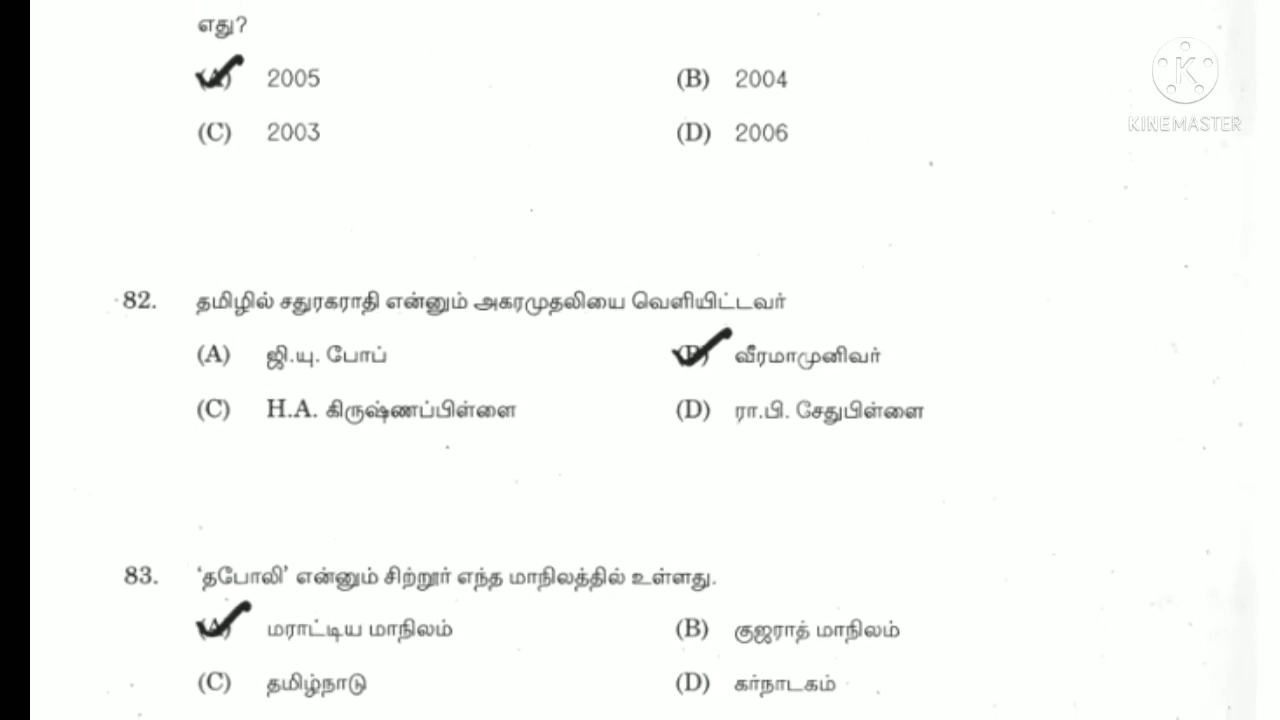 எது?
(A) 2005 (B) 2004
(C) 2003 (D) 2006
K
KINEMASTER
82. தமிழில் சதுரகராதி என்னும் அகரமுதலியை வெளியிட்டவர்
(A) ஜி.யு. போப் (B) வீரமாமுனிவர்
(C) H.A. கிருஷ்ணப்பிள்ளை (D) ரா.பி. சேதுபிள்ளை
83. ‘தபோலி’ என்னும் சிற்றூர் எந்த மாநிலத்தில் உள்ளது.
(A) மராட்டிய மாநிலம் (B) குஜராத் மாநிலம்
(C) தமிழ்நாடு (D) கர்நாடகம்